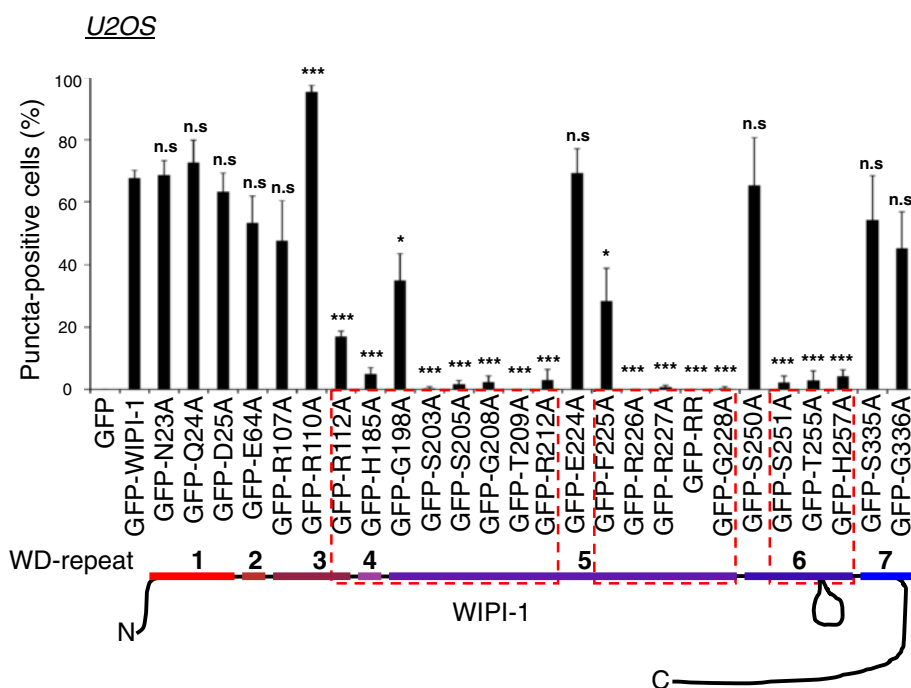 U2OS
Puncta-positive cells (%)
100
80
60
40
20
0
n.s
n.s
n.s
n.s
n.s
***
***
***
*
***
***
***
***
***
n.s
*
***
***
***
***
n.s
***
***
***
n.s
n.s
GFP
GFP-WIPI-1
GFP-N23A
GFP-Q24A
GFP-D25A
GFP-E64A
GFP-R107A
GFP-R110A
GFP-R112A
GFP-H185A
GFP-G198A
GFP-S203A
GFP-S205A
GFP-G208A
GFP-T209A
GFP-R212A
GFP-E224A
GFP-F225A
GFP-R226A
GFP-R227A
GFP-RR
GFP-G228A
GFP-S250A
GFP-S251A
GFP-T255A
GFP-H257A
GFP-S335A
GFP-G336A
WD-repeat 1 2 3 4 5 6 7
WIPI-1
N
C